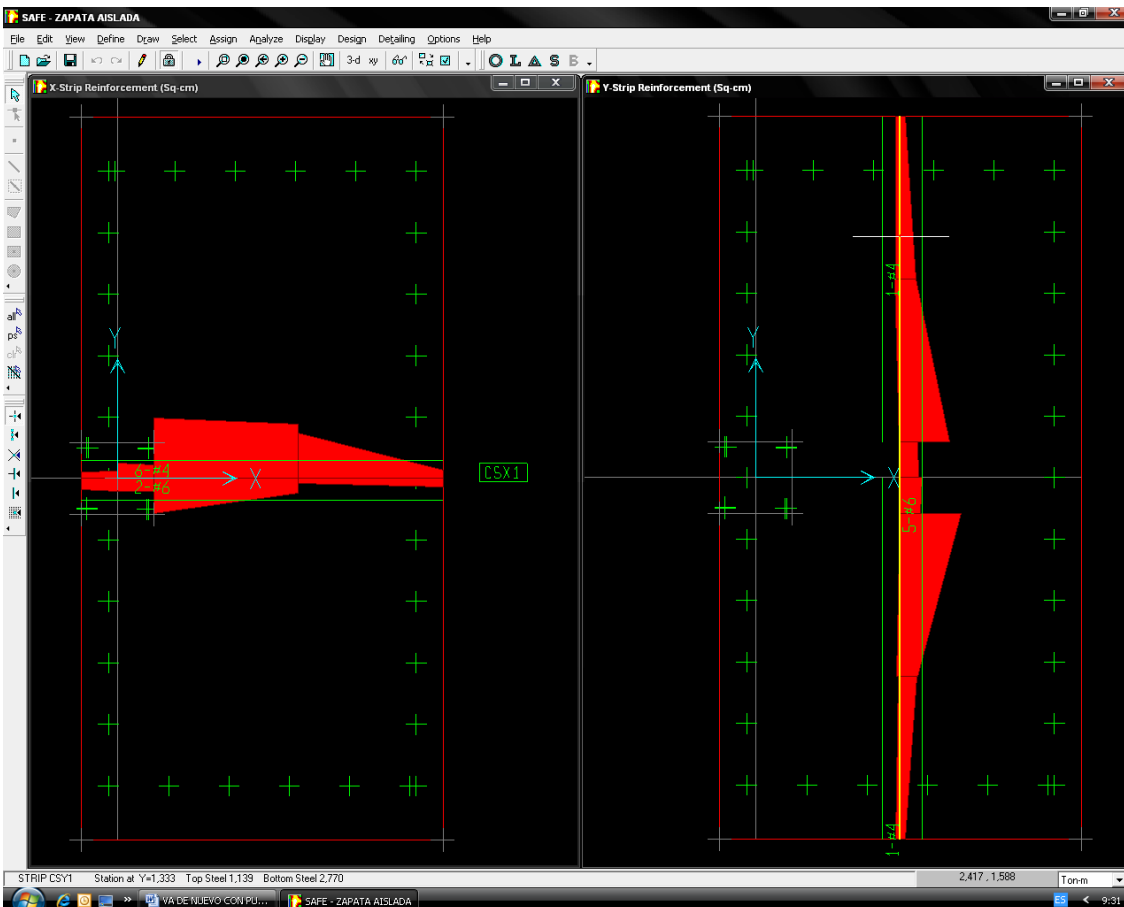 SAFE - ZAPATA AISLADA
File Edit View Define Draw Select Assign Analyze Display Design Detailing Options Help
3-d xy O L A S B
X-Strip Reinforcement (Sq-cm)
Y-Strip Reinforcement (Sq-cm)
all
ps
clr
Y
6-#4
2-#6
X
CSX1
1-#4
Y
X
5-#6
1-#4
STRIP CSY1 Station at Y=1,333 Top Steel 1,139 Bottom Steel 2,770
2,417 , 1,588
Ton-m
VA DE NUEVO CON PU...
SAFE - ZAPATA AISLADA
ES
9:31